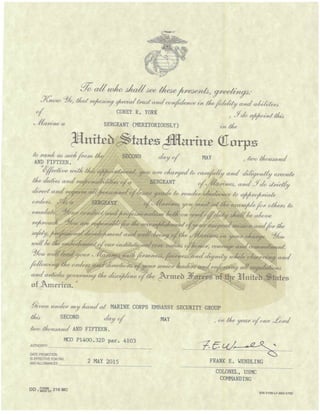 To all who shall see these presents, greetings:
Know Ye, that reposing special trust and confidence in the fidelity and abilities
of COREY E. YORK , I do appoint this
Marine a SERGEANT (MERITORIOUSLY) in the
United States Marine Corps
to rank as such from the SECOND day of MAY , two thousand
AND FIFTEEN.
Effective with this appointment, you are charged to carefully and diligently execute
the duties and responsibilities of a SERGEANT of Marines, and I do strictly
direct and require all personnel of lesser grade to render obedience to appropriate
orders. As a SERGEANT of Marines, you must set the example for others to
emulate. Your conduct and professionalism both on and off duty shall be above
reproach. You are responsible for the accomplishment of your assigned mission and for the
safety, professional development and well-being of the Marines in your charge. You
will be the embodiment of our institutional core values of honor, courage and commitment.
You will lead your Marines with firmness, fairness and dignity while observing and
following the orders and directions of your senior leaders and enforcing all regulations
and articles governing the discipline of the Armed Forces of the United States
of America.
Given under my hand at MARINE CORPS EMBASSY SECURITY GROUP
this SECOND day of MAY , in the year of our Lord
two thousand AND FIFTEEN.
MCO P1400.32D par. 4803
AUTHORITY
DATE PROMOTION
IS EFFECTIVE FOR PAY
AND ALLOWANCES 2 MAY 2015
F.E. Wendling
FRANK E. WENDLING
COLONEL, USMC
COMMANDING